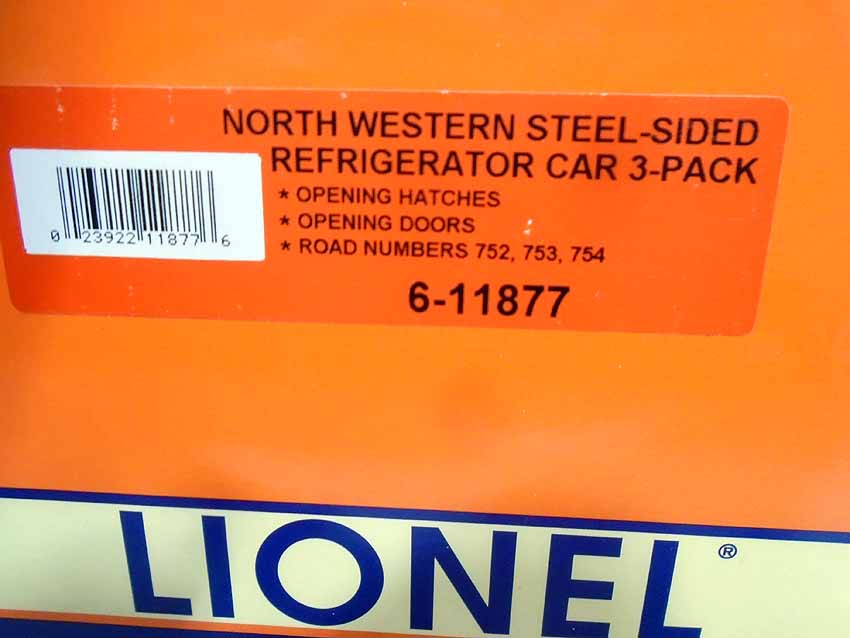 NORTH WESTERN STEEL-SIDED
REFRIGERATOR CAR 3-PACK
* OPENING HATCHES
* OPENING DOORS
* ROAD NUMBERS 752, 753, 754
0 23922 11877 6
6-11877
LIONEL®